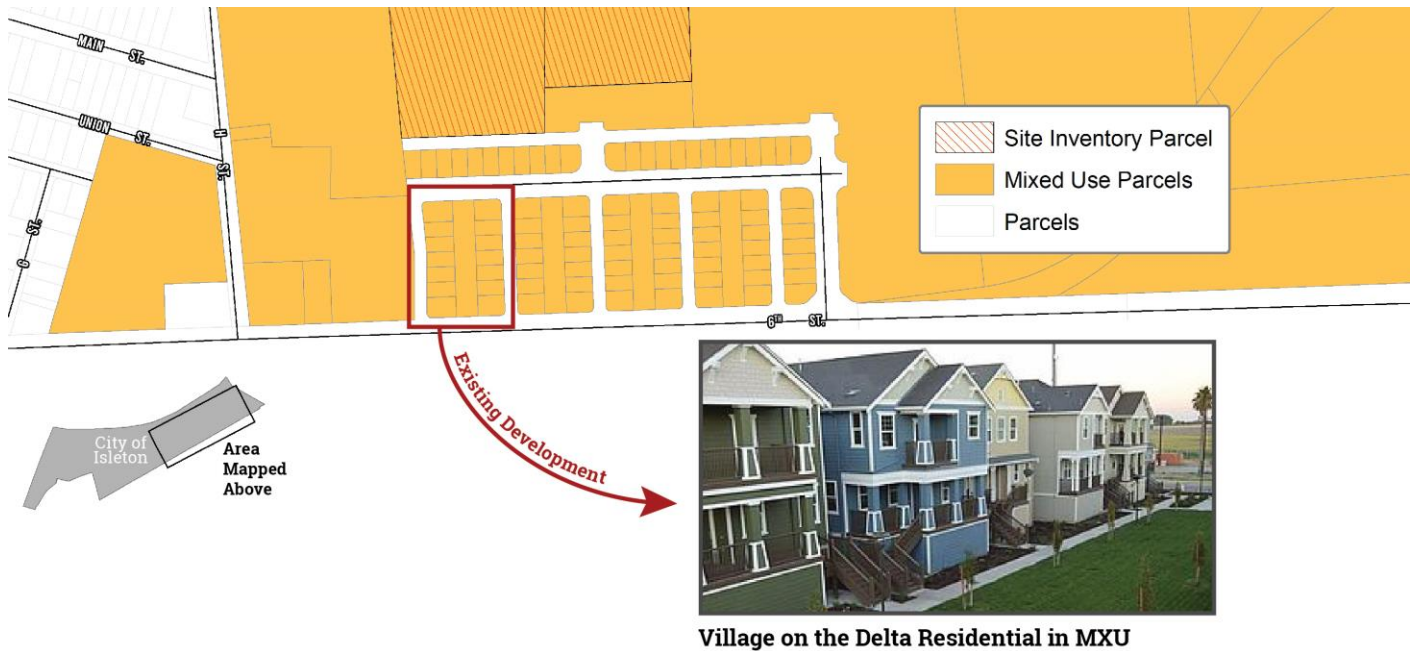 MAIN ST.
UNION ST.
H ST.
ST.
6TH ST.
Site Inventory Parcel
Mixed Use Parcels
Parcels
Existing Development
City of
Isleton
Area
Mapped
Above
Village on the Delta Residential in MXU